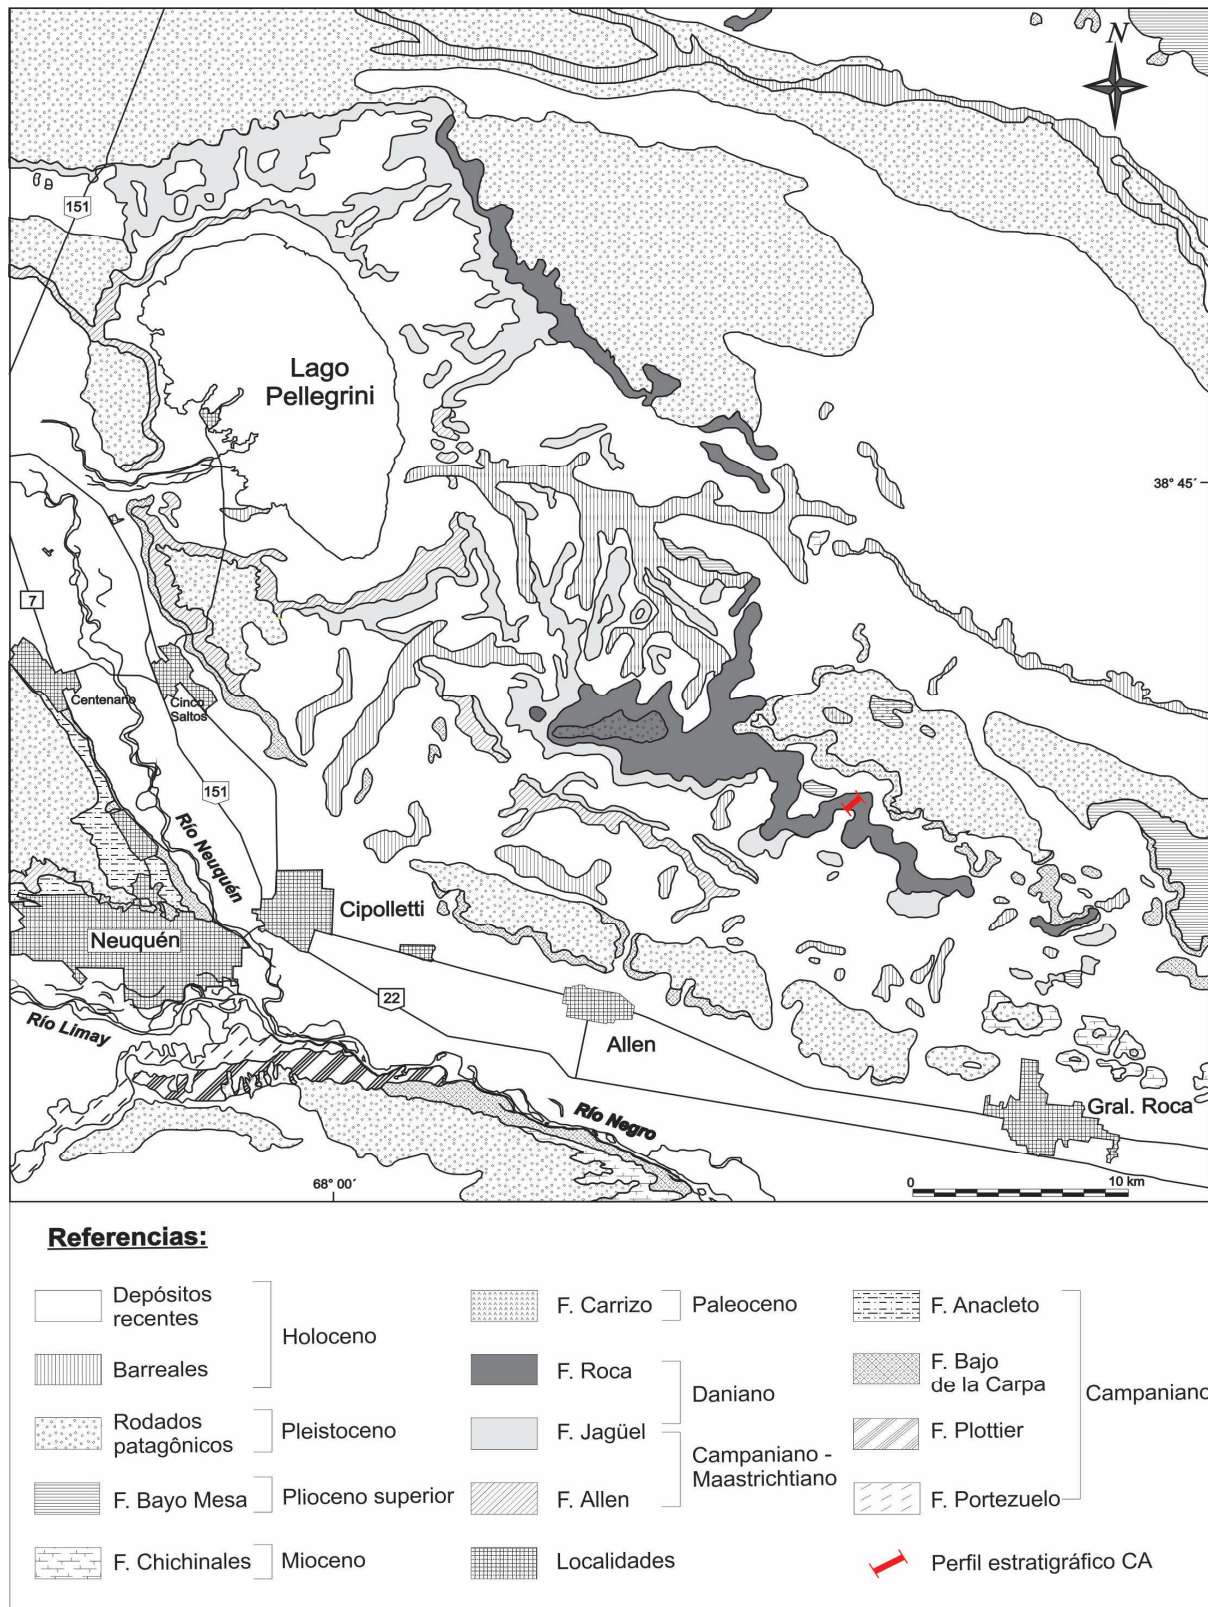 N
151
Lago
Pellegrini
38° 45´
7
Centenario
Cinco
Saltos
151
Río Neuquén
Cipolletti
Neuquén
22
Río Limay
Allen
Gral. Roca
Río Negro
68° 00´
0 10 km
Referencias:
Depósitos
recentes
Holoceno
Barreales
Rodados
patagônicos
Pleistoceno
F. Bayo Mesa
Plioceno superior
F. Chichinales
Mioceno
F. Carrizo
Paleoceno
F. Roca
Daniano
F. Jagüel
Campaniano -
Maastrichtiano
F. Allen
Localidades
F. Anacleto
F. Bajo
de la Carpa
Campaniano
F. Plottier
F. Portezuelo
Perfil estratigráfico CA